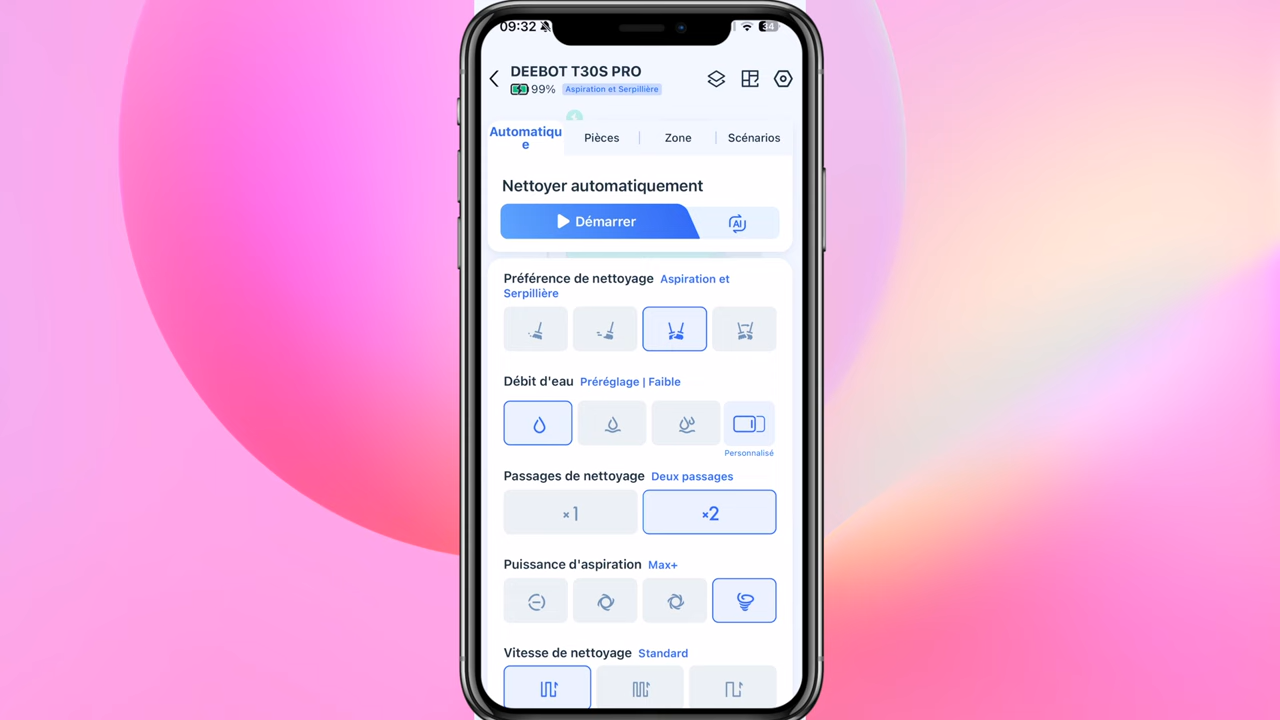 09:32
34
DEEBOT T30S PRO
99% Aspiration et Serpillière
Automatiqu
e
Pièces
Zone
Scénarios
Nettoyer automatiquement
Démarrer
AI
Préférence de nettoyage Aspiration et
Serpillière
Débit d'eau Préréglage | Faible
Personnalisé
Passages de nettoyage Deux passages
×1
×2
Puissance d'aspiration Max+
Vitesse de nettoyage Standard